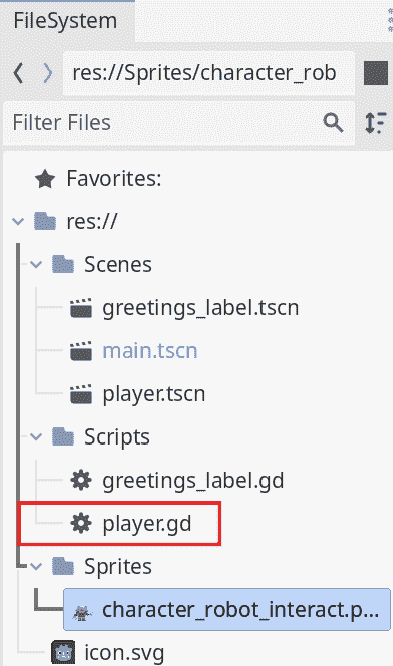 FileSystem
res://Sprites/character_rob
Filter Files
Favorites:
res://
Scenes
greetings_label.tscn
main.tscn
player.tscn
Scripts
greetings_label.gd
player.gd
Sprites
character_robot_interact.p...
icon.svg